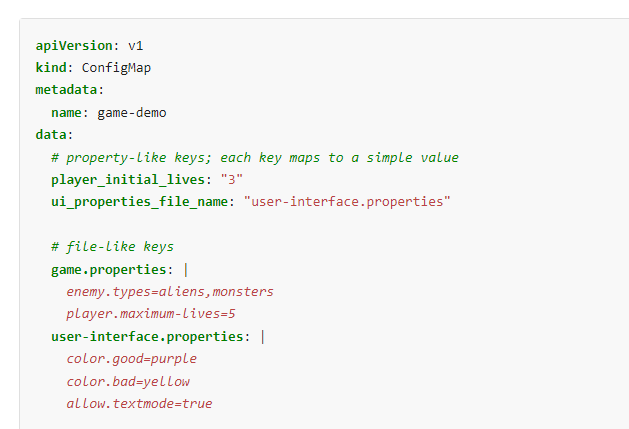 apiVersion: v1
kind: ConfigMap
metadata:
  name: game-demo
data:
  # property-like keys; each key maps to a simple value
  player_initial_lives: "3"
  ui_properties_file_name: "user-interface.properties"

  # file-like keys
  game.properties: |
    enemy.types=aliens,monsters
    player.maximum-lives=5
  user-interface.properties: |
    color.good=purple
    color.bad=yellow
    allow.textmode=true